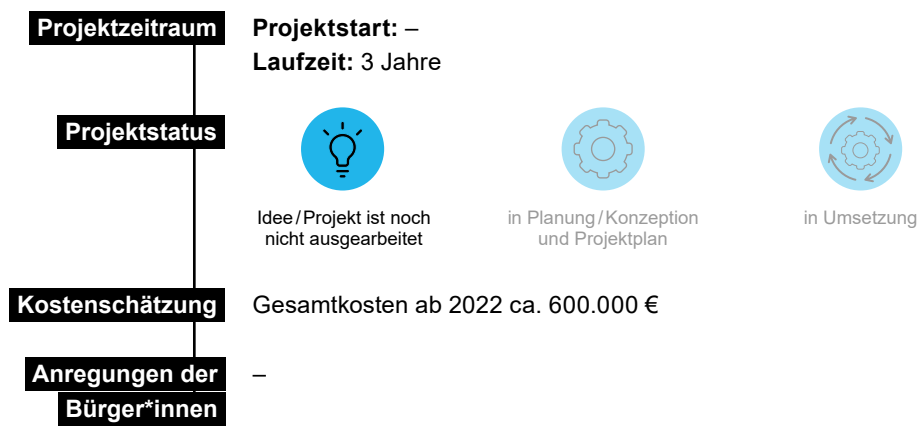 Projektzeitraum
Projektstart: –
Laufzeit: 3 Jahre
Projektstatus
Idee / Projekt ist noch
nicht ausgearbeitet
in Planung / Konzeption
und Projektplan
in Umsetzung
Kostenschätzung
Gesamtkosten ab 2022 ca. 600.000 €
Anregungen der
Bürger*innen
–